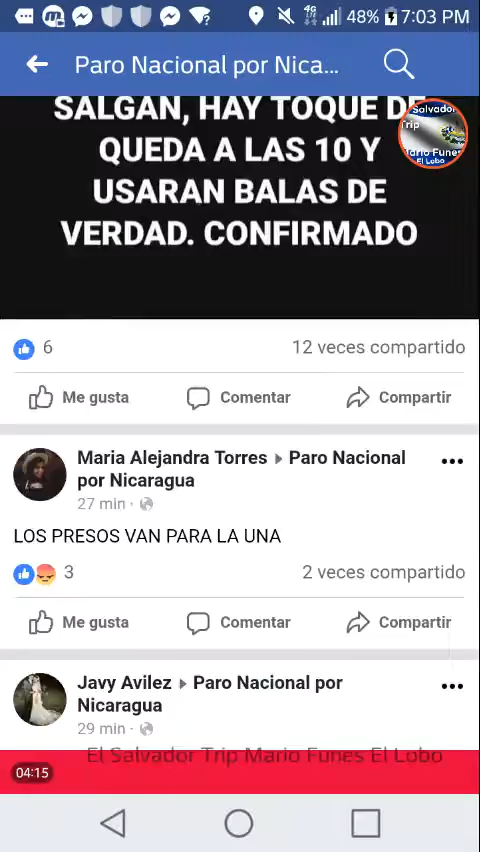 4G
LTE
48%
7:03 PM
Paro Nacional por Nica...
Salvador
Trip
Mario Funes
El Lobo
SALGAN, HAY TOQUE DE
QUEDA A LAS 10 Y
USARAN BALAS DE
VERDAD. CONFIRMADO
6
12 veces compartido
Me gusta
Comentar
Compartir
Maria Alejandra Torres ▸ Paro Nacional
por Nicaragua
27 min ·
LOS PRESOS VAN PARA LA UNA
3
2 veces compartido
Me gusta
Comentar
Compartir
Javy Avilez ▸ Paro Nacional por
Nicaragua
29 min ·
El Salvador Trip Mario Funes El Lobo
04:15